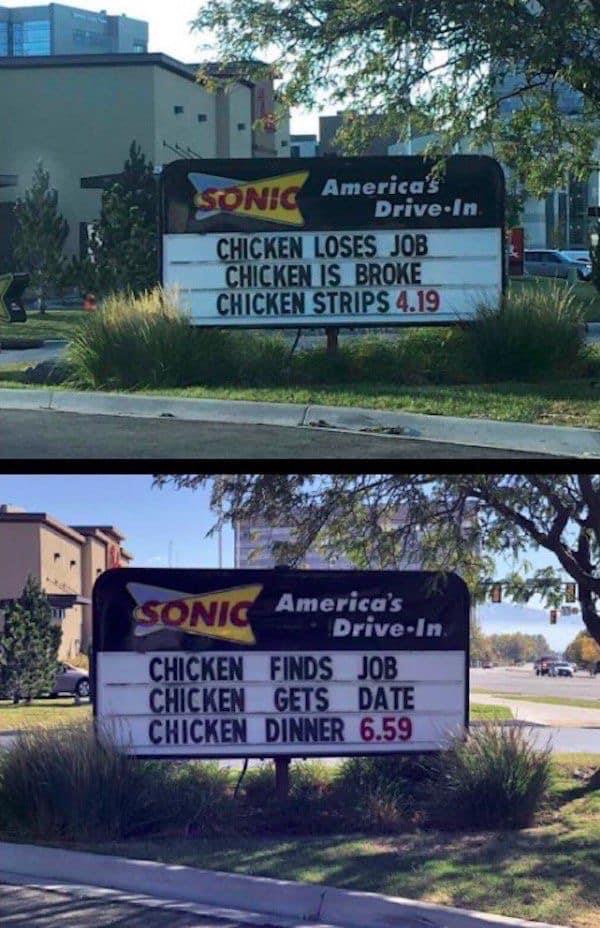 SONIC America's
Drive-In
CHICKEN LOSES JOB
CHICKEN IS BROKE
CHICKEN STRIPS 4.19
SONIC America's
Drive-In
CHICKEN FINDS JOB
CHICKEN GETS DATE
CHICKEN DINNER 6.59